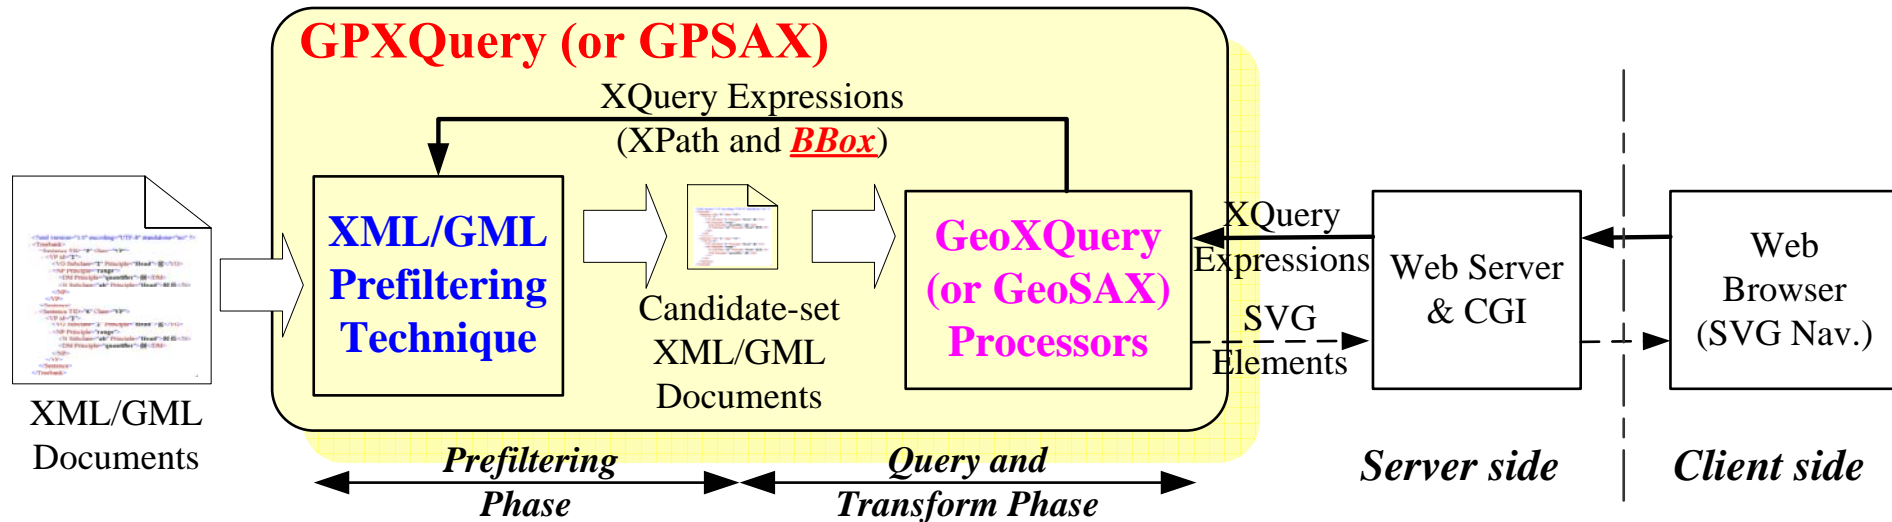 GPXQuery (or GPSAX)
XQuery Expressions
(XPath and BBox)
XML/GML
Documents
XML/GML
Prefiltering
Technique
Candidate-set
XML/GML
Documents
GeoXQuery
(or GeoSAX)
Processors
XQuery
Expressions
SVG
Elements
Web Server
& CGI
Web
Browser
(SVG Nav.)
Prefiltering
Phase
Query and
Transform Phase
Server side
Client side